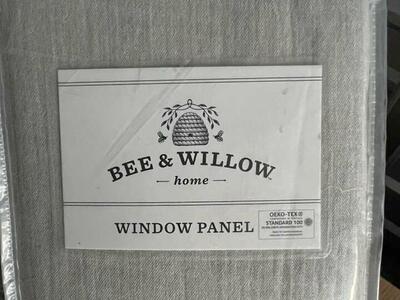 BEE & WILLOW
home
WINDOW PANEL
OEKO-TEX®
STANDARD 100